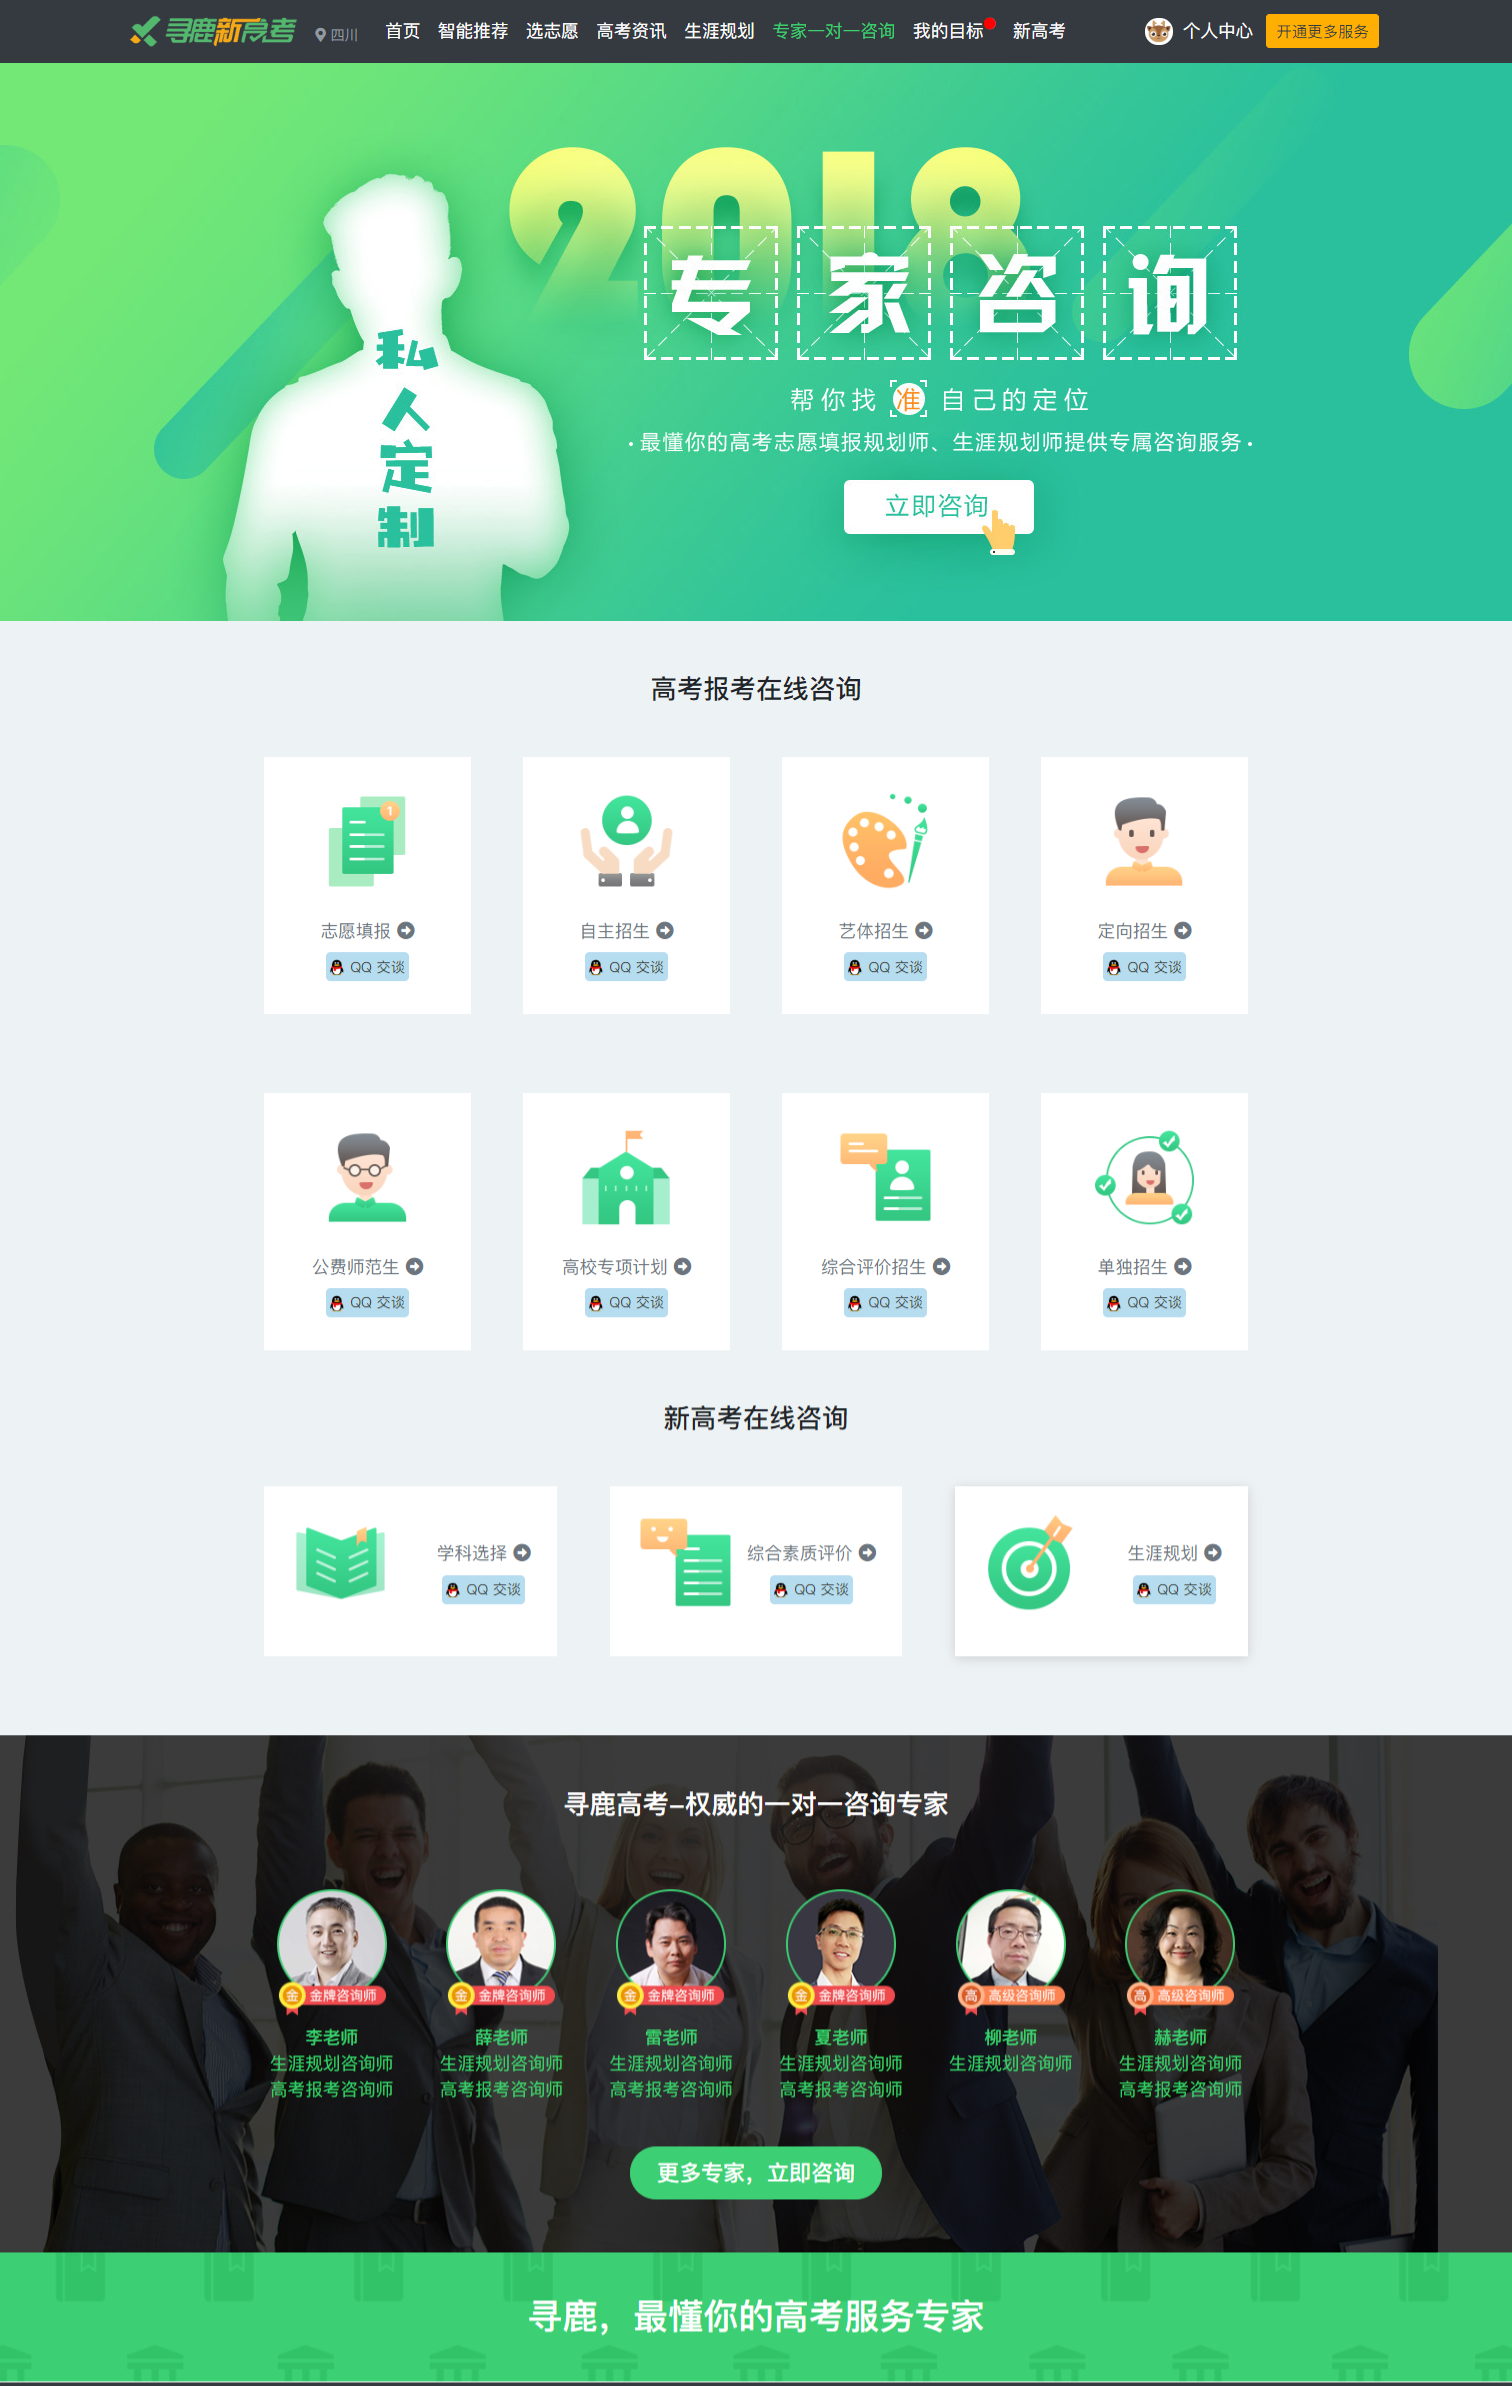 寻鹿新高考 四川 首页 智能推荐 选志愿 高考资讯 生涯规划 专家一对一咨询 我的目标 新高考 个人中心 开通更多服务
2018
专家咨询
私人定制
帮你找 准 自己的定位
· 最懂你的高考志愿填报规划师、生涯规划师提供专属咨询服务 ·
立即咨询
高考报考在线咨询
1
志愿填报 自主招生 艺体招生 定向招生
QQ 交谈 QQ 交谈 QQ 交谈 QQ 交谈
公费师范生 高校专项计划 综合评价招生 单独招生
QQ 交谈 QQ 交谈 QQ 交谈 QQ 交谈
新高考在线咨询
学科选择 综合素质评价 生涯规划
QQ 交谈 QQ 交谈 QQ 交谈
寻鹿高考–权威的一对一咨询专家
金 金牌咨询师 金 金牌咨询师 金 金牌咨询师 金 金牌咨询师 高 高级咨询师 高 高级咨询师
李老师 薛老师 雷老师 夏老师 柳老师 赫老师
生涯规划咨询师 生涯规划咨询师 生涯规划咨询师 生涯规划咨询师 生涯规划咨询师 生涯规划咨询师
高考报考咨询师 高考报考咨询师 高考报考咨询师 高考报考咨询师 高考报考咨询师
更多专家，立即咨询
寻鹿，最懂你的高考服务专家